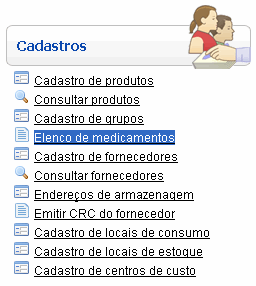 Cadastros
Cadastro de produtos
Consultar produtos
Cadastro de grupos
Elenco de medicamentos
Cadastro de fornecedores
Consultar fornecedores
Endereços de armazenagem
Emitir CRC do fornecedor
Cadastro de locais de consumo
Cadastro de locais de estoque
Cadastro de centros de custo